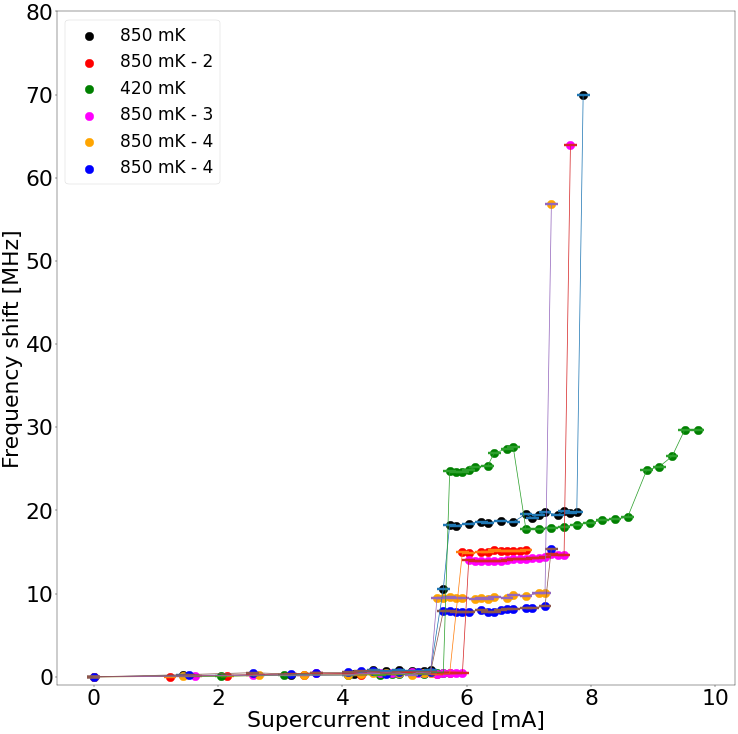 80
70
60
50
40
30
20
10
0
Frequency shift [MHz]
850 mK
850 mK - 2
420 mK
850 mK - 3
850 mK - 4
850 mK - 4
0 2 4 6 8 10
Supercurrent induced [mA]